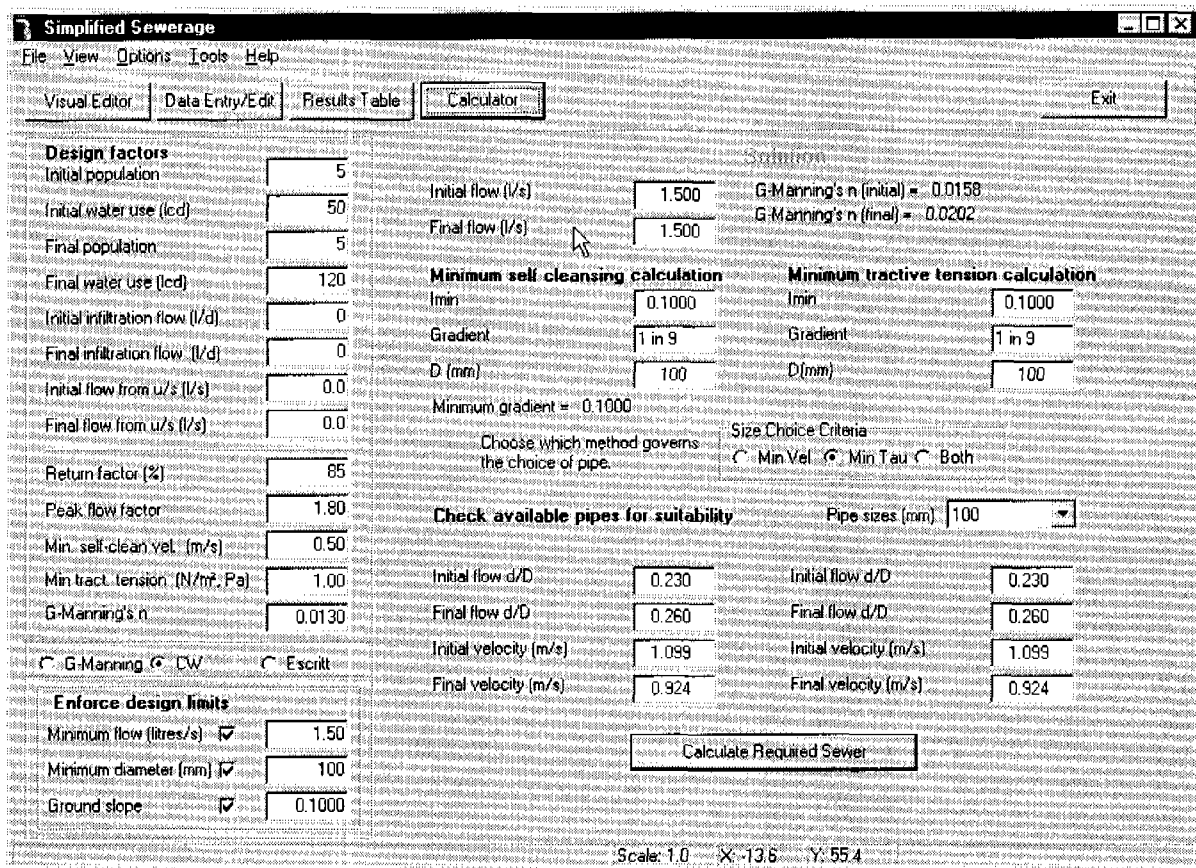 Simplified Sewerage
File View Options Tools Help
Visual Editor Data Entry/Edit Results Table Calculator Exit
Design factors
Initial population 5
Initial water use (lcd) 50
Final population 5
Final water use (lcd) 120
Initial infiltration flow (l/d) 0
Final infiltration flow (l/d) 0
Initial flow from u/s (l/s) 0.0
Final flow from u/s (l/s) 0.0
Return factor (%) 85
Peak flow factor 1.80
Min. self-clean vel. (m/s) 0.50
Min tract. tension (N/m², Pa) 1.00
G-Manning's n 0.0130
G-Manning CW Escritt
Enforce design limits
Minimum flow (litres/s) 1.50
Minimum diameter (mm) 100
Ground slope 0.1000
Solution
Initial flow (l/s) 1.500 G-Manning's n (initial) = 0.0158
Final flow (l/s) 1.500 G-Manning's n (final) = 0.0202
Minimum self cleansing calculation
Imin 0.1000
Gradient 1 in 9
D (mm) 100
Minimum gradient = 0.1000
Minimum tractive tension calculation
Imin 0.1000
Gradient 1 in 9
D(mm) 100
Choose which method governs
the choice of pipe.
Size Choice Criteria
Min Vel Min Tau Both
Check available pipes for suitability Pipe sizes (mm) 100
Initial flow d/D 0.230 Initial flow d/D 0.230
Final flow d/D 0.260 Final flow d/D 0.260
Initial velocity (m/s) 1.099 Initial velocity (m/s) 1.099
Final velocity (m/s) 0.924 Final velocity (m/s) 0.924
Calculate Required Sewer
Scale: 1.0 X: -13.6 Y: 55.4